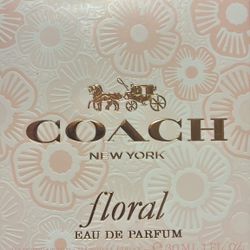 COACH
NEW YORK
floral
EAU DE PARFUM